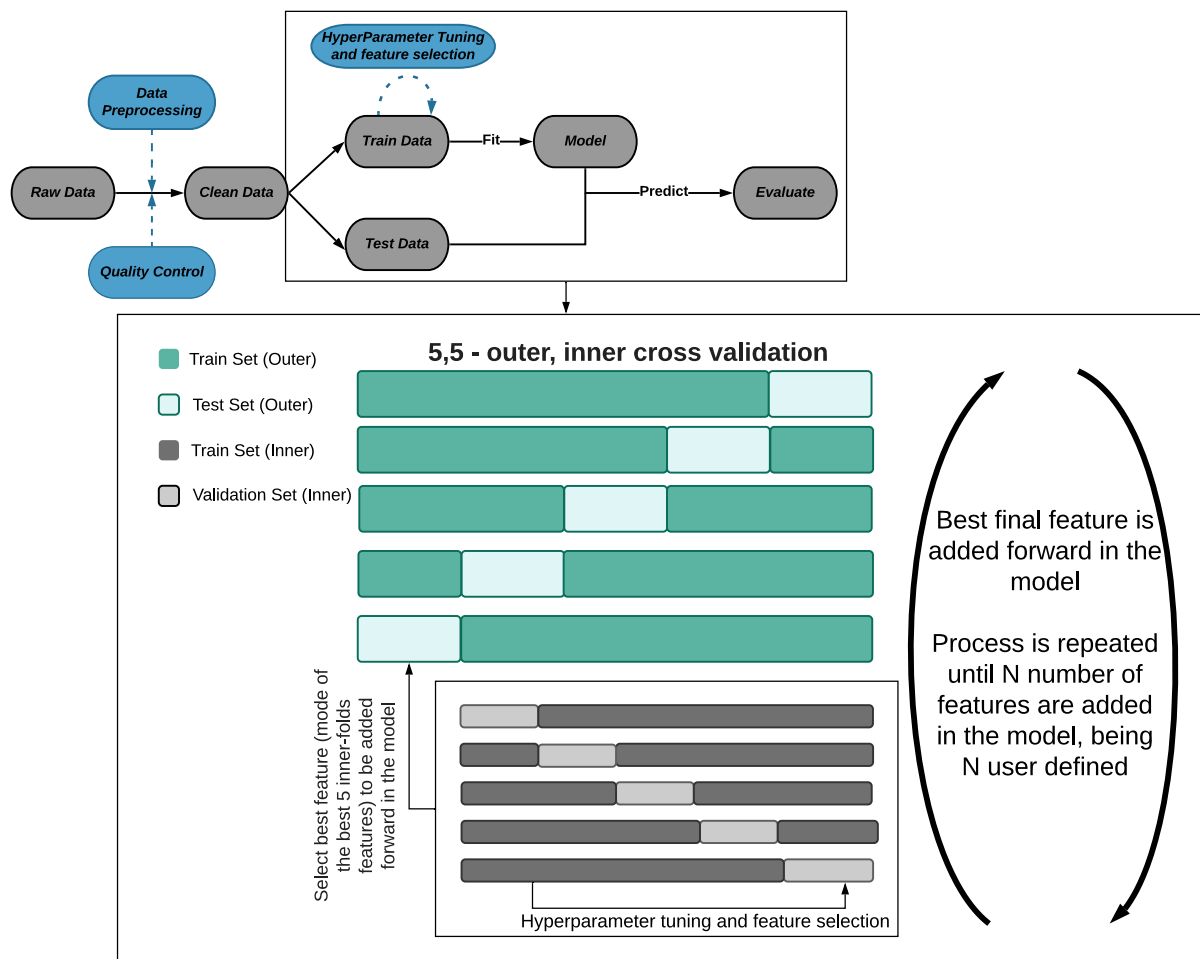 HyperParameter Tuning
and feature selection
Data
Preprocessing
Train Data
Fit
Model
Raw Data
Clean Data
Predict
Evaluate
Test Data
Quality Control
5,5 - outer, inner cross validation
Train Set (Outer)
Test Set (Outer)
Train Set (Inner)
Validation Set (Inner)
Best final feature is
added forward in the
model
Process is repeated
until N number of
features are added
in the model, being
N user defined
Select best feature (mode of
the best 5 inner-folds
features) to be added
forward in the model
Hyperparameter tuning and feature selection